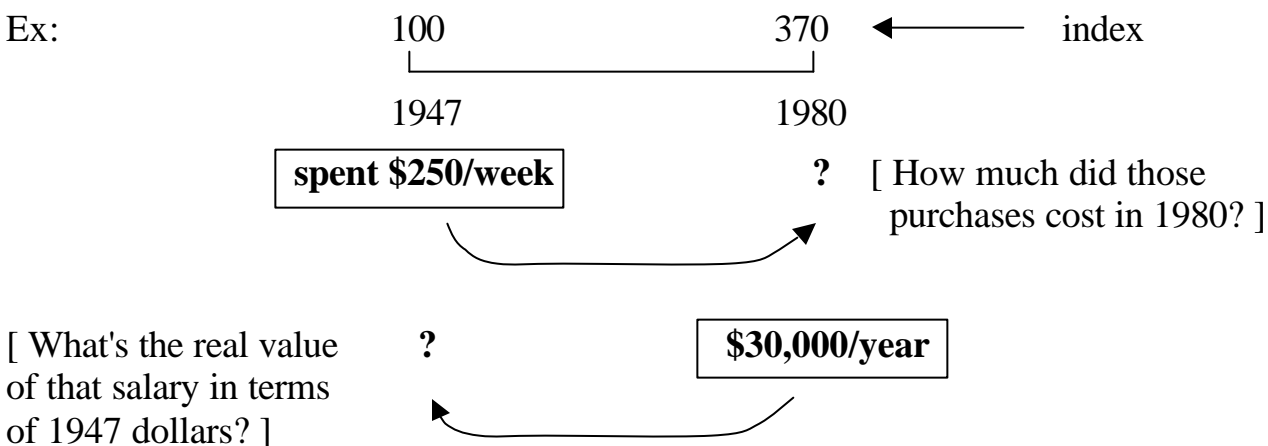 Ex: 100 370 index
1947 1980
spent $250/week ? [ How much did those
purchases cost in 1980? ]
[ What's the real value ? $30,000/year
of that salary in terms
of 1947 dollars? ]